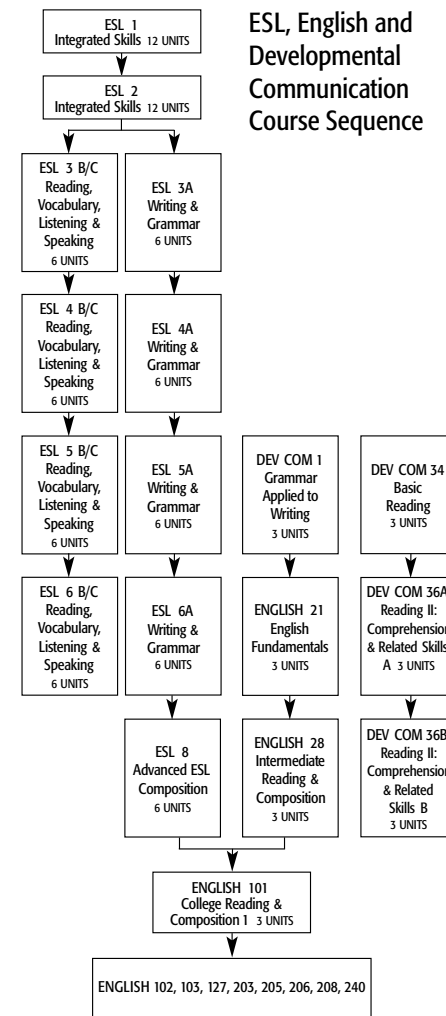 ESL, English and
Developmental
Communication
Course Sequence
ESL 1
Integrated Skills 12 UNITS
ESL 2
Integrated Skills 12 UNITS
ESL 3 B/C
Reading,
Vocabulary,
Listening &
Speaking
6 UNITS
ESL 3A
Writing &
Grammar
6 UNITS
ESL 4 B/C
Reading,
Vocabulary,
Listening &
Speaking
6 UNITS
ESL 4A
Writing &
Grammar
6 UNITS
ESL 5 B/C
Reading,
Vocabulary,
Listening &
Speaking
6 UNITS
ESL 5A
Writing &
Grammar
6 UNITS
DEV COM 1
Grammar
Applied to
Writing
3 UNITS
DEV COM 34
Basic
Reading
3 UNITS
ESL 6 B/C
Reading,
Vocabulary,
Listening &
Speaking
6 UNITS
ESL 6A
Writing &
Grammar
6 UNITS
ENGLISH 21
English
Fundamentals
3 UNITS
DEV COM 36A
Reading II:
Comprehension
& Related Skills
A 3 UNITS
ESL 8
Advanced ESL
Composition
6 UNITS
ENGLISH 28
Intermediate
Reading &
Composition
3 UNITS
DEV COM 36B
Reading II:
Comprehension
& Related
Skills B
3 UNITS
ENGLISH 101
College Reading &
Composition 1 3 UNITS
ENGLISH 102, 103, 127, 203, 205, 206, 208, 240